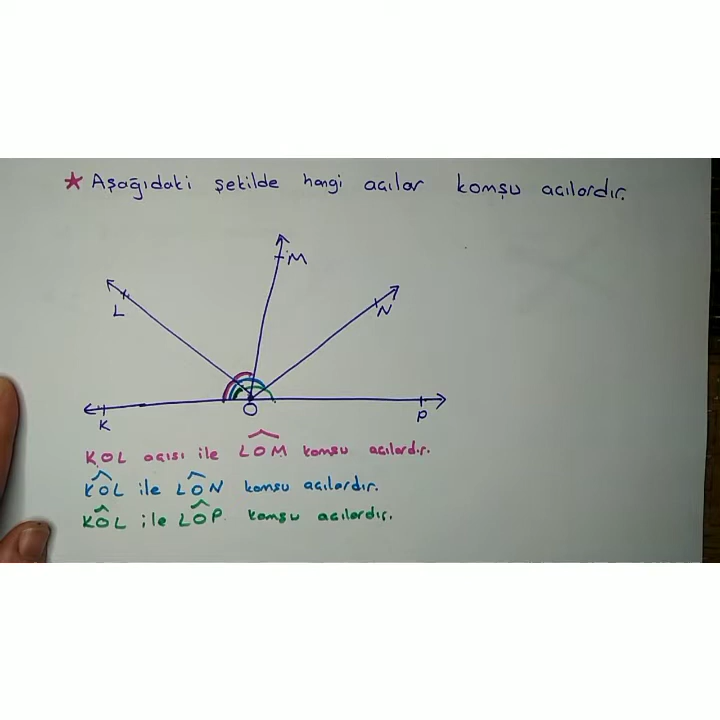 ★ Aşağıdaki şekilde hangi açılar komşu açılardır.
M
L
N
K
O
P
KOL açısı ile LOM komşu açılardır.
KOL ile LON komşu açılardır.
KOL ile LOP komşu açılardır.